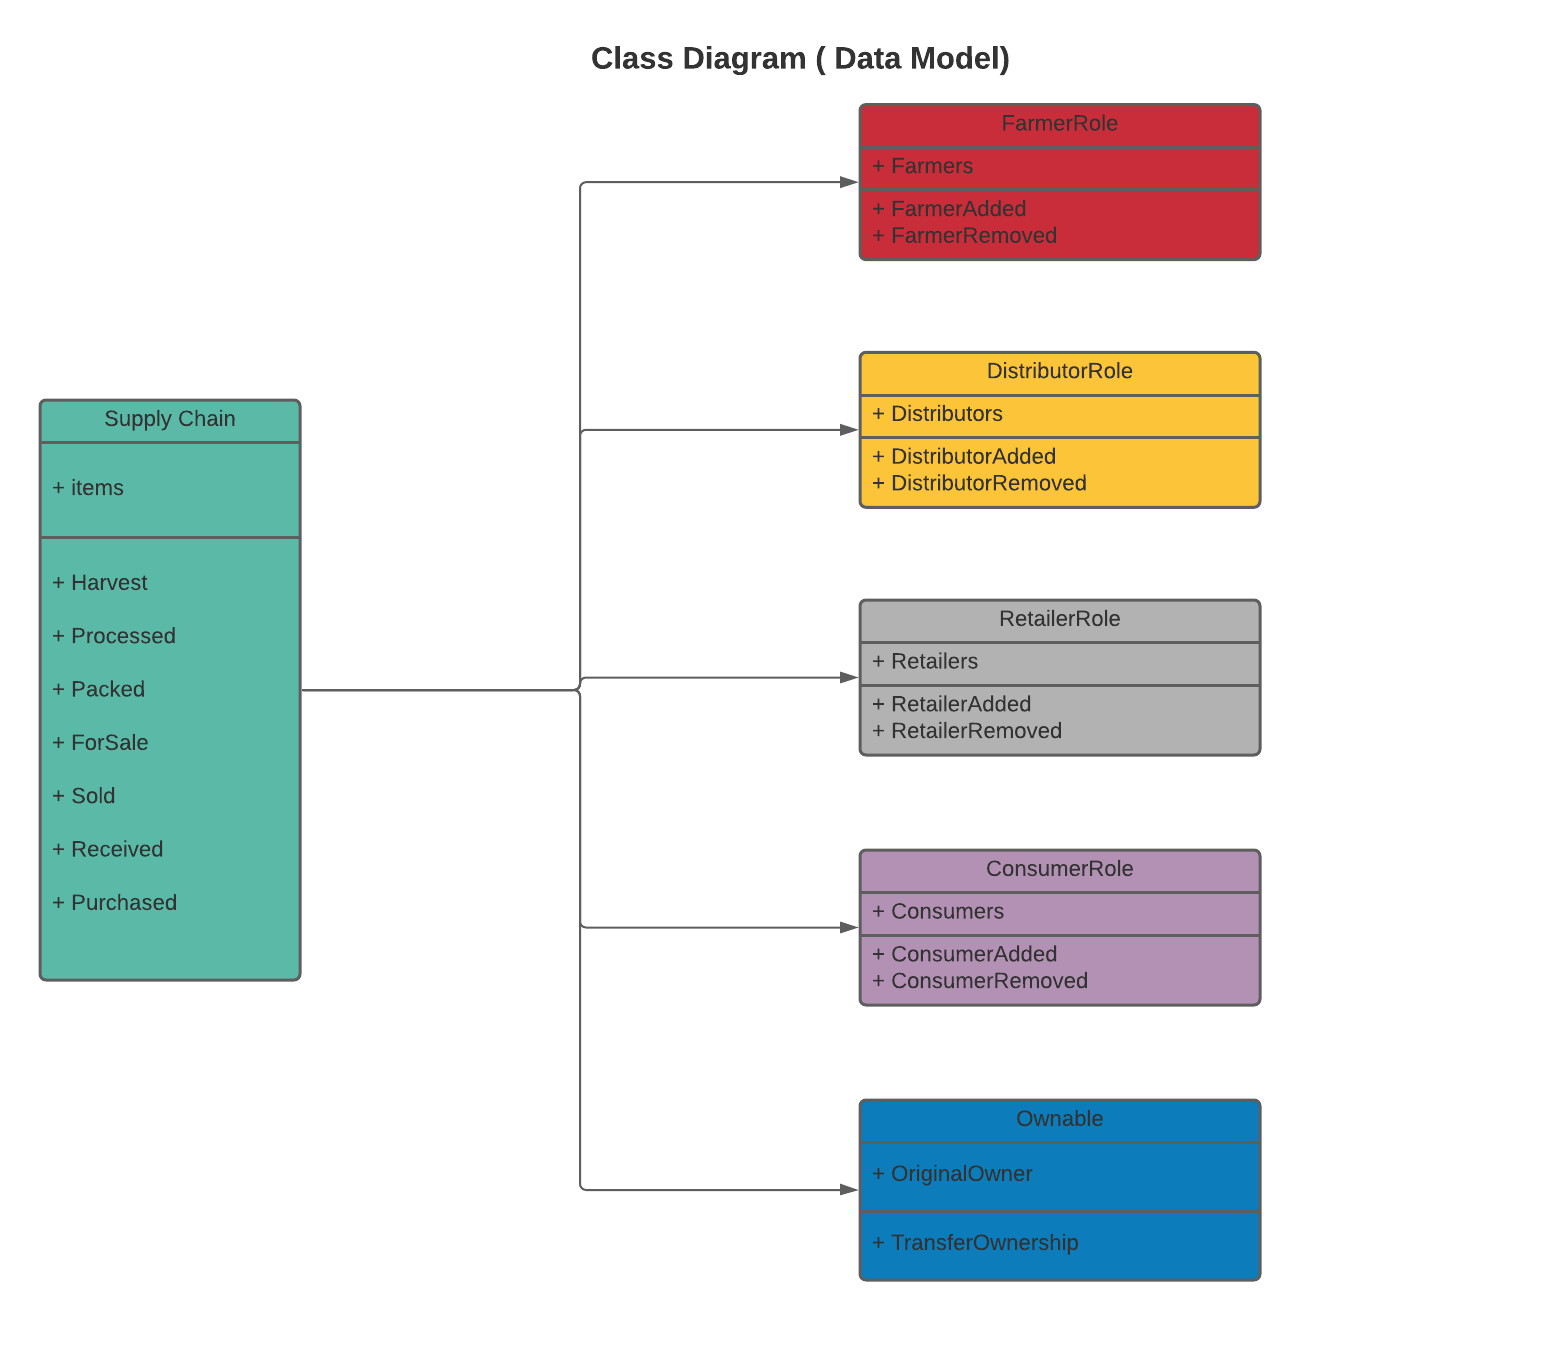 Class Diagram ( Data Model)
Supply Chain
+ items
+ Harvest
+ Processed
+ Packed
+ ForSale
+ Sold
+ Received
+ Purchased
FarmerRole
+ Farmers
+ FarmerAdded
+ FarmerRemoved
DistributorRole
+ Distributors
+ DistributorAdded
+ DistributorRemoved
RetailerRole
+ Retailers
+ RetailerAdded
+ RetailerRemoved
ConsumerRole
+ Consumers
+ ConsumerAdded
+ ConsumerRemoved
Ownable
+ OriginalOwner
+ TransferOwnership